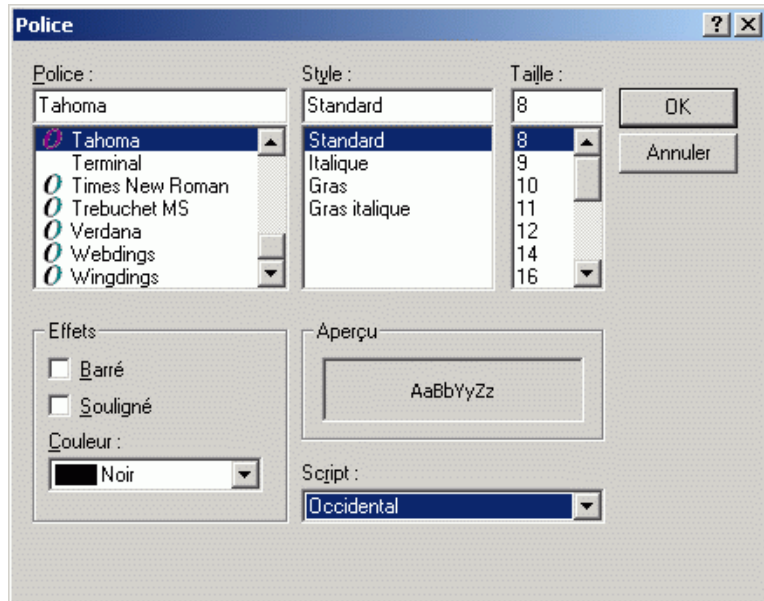 Police
Police :
Style :
Taille :
Tahoma
Standard
8
OK
Annuler
Tahoma
Terminal
Times New Roman
Trebuchet MS
Verdana
Webdings
Wingdings
Standard
Italique
Gras
Gras italique
8
9
10
11
12
14
16
Effets
Barré
Souligné
Couleur :
Noir
Aperçu
AaBbYyZz
Script :
Occidental